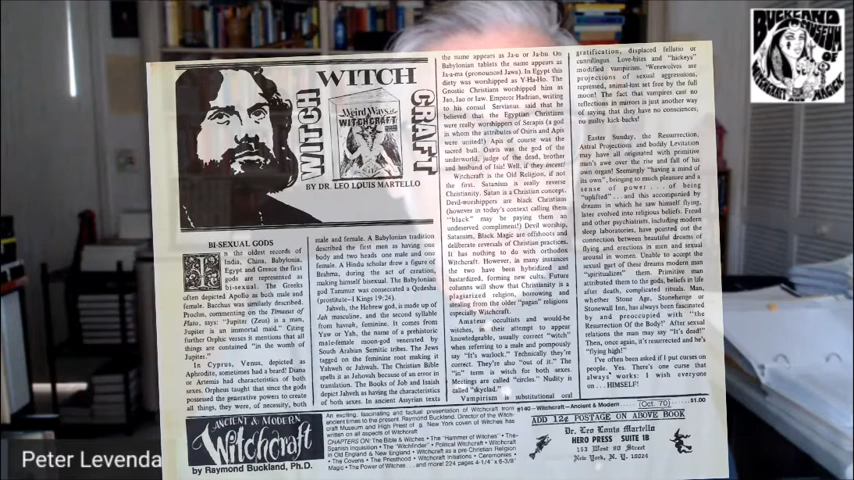 BUCKLAND MUSEUM
OF WITCHCRAFT AND MAGICK
WITCH
WITCH
CRAFT
Weird Ways of
WITCHCRAFT
BY DR. LEO LOUIS MARTELLO
BI-SEXUAL GODS
In the oldest records of
India, China, Babylonia,
Egypt and Greece the first
gods are represented as
bi-sexual. The Greeks
often depicted Apollo as both male and
female. Bacchus was similarly described.
Proclus, commenting on the Timaeus of
Plato, says: "Jupiter (Zeus) is a man,
Jupiter is an immortal maid." Citing
further Orphic verses it mentions that all
things are contained "in the womb of
Jupiter."
In Cyprus, Venus, depicted as
Aphrodite, sometimes had a beard! Diana
or Artemis had characteristics of both
sexes. Orpheus taught that since the gods
possessed the generative powers to create
all things, they were, of necessity, both
male and female. A Babylonian tradition
described the first men as having one
body and two heads one male and one
female. A Hindu scholar drew a figure of
Brahma, during the act of creation,
making himself bisexual. The Babylonian
god Tammuz was consecrated a Qedesha
(prostitute—I Kings 19:24).
Jahveh, the Hebrew god, is made up of
Jah masculine, and the second syllable
from havvah, feminine. It comes from
Yaw or Yah, the name of a prehistoric
male-female moon-god venerated by
South Arabian Semitic tribes. The Jews
tagged on the feminine root making it
Yahweh or Jahwah. The Christian Bible
spells it as Jehovah because of an error in
translation. The Books of Job and Isaiah
depict Jahveh as having the characteristics
of both sexes. In ancient Assyrian texts
the name appears as Ja-u or Ja-hu. On
Babylonian tablets the name appears as
Ja-a-ma (pronounced Jawa). In Egypt this
diety was worshipped as Y-Ha-Ho. The
Gnostic Christians worshipped him as
Jao, Iao or Iaw. Emperor Hadrian, writing
to his consul Servianus said that he
believed that the Egyptian Christians
were really worshippers of Serapis (a god
in whom the attributes of Osiris and Apis
were united!) Apis of course was the
sacred bull. Osiris was the god of the
underworld, judge of the dead, brother
and husband of Isis! Well, if they incent!
Witchcraft is the Old Religion, if not
the first. Satanism is really reverse
Christianity. Satan is a Christian concept.
Devil-worshippers are black Christians
(however in today's context calling them
"black" may be paying them an
undeserved compliment!) Devil worship,
Satanism, Black Magic are offshoots and
deliberate reversals of Christian practices.
It has nothing to do with orthodox
Witchcraft. However, in many instances
the two have been hybridized and
bastardized, forming new cults. Future
columns will show that Christianity is a
plagiarized religion, borrowing and
stealing from the older "pagan" religions
especially Witchcraft.
Amateur occultists and would-be
witches, in their attempt to appear
knowledgeable, usually correct "witch"
when referring to a male and pompously
say "It's warlock." Technically they're
correct. They're also "out of it." The
"in" term is witch for both sexes.
Meetings are called "circles." Nudity is
called "skyclad."
Vampirism is substitutional oral
gratification, displaced fellatio or
cunnilingus. Love-bites and "hickeys"
modified vampirism. Werewolves are
projections of sexual aggressions,
repressed, animal-lust set free by the full
moon! The fact that vampires cast no
reflections in mirrors is just another way
of saying that they have no consciences;
no guilty kick-backs!
Easter Sunday, the Resurrection,
Astral Projections and bodily Levitation
may have all originated with primitive
man's awe over the rise and fall of his
own organ! Seemingly "having a mind of
its own", bringing to much pleasure and a
sense of power . . . of being
"uplifted" . . . and this accompanied by
dreams in which he saw himself flying,
later evolved into religious beliefs. Freud
and other psychiatrists, including modern
sleep laboratories, have pointed out the
connection between beautiful dreams of
flying and erections in men and sexual
arousal in women. Unable to accept the
sexual part of these dreams modern man
"spiritualizes" them. Primitive man
attributed them to the gods, beliefs in life
after death, complicated rituals. Man,
whether Stone Age, Stonehenge or
Stonewall Inn, has always been fascinated
by and preoccupied with "the
Resurrection Of the Body!" After sexual
relations the man may say "It's dead!"
Then, once again, it's resurrected and he's
"flying high!"
I've often been asked if I put curses on
people. Yes. There's one curse that
always works: I wish everyone
on . . . HIMSELF!
ANCIENT & MODERN
Witchcraft
by Raymond Buckland, Ph.D.
An exciting, fascinating and factual presentation of Witchcraft from
ancient times to the present. Raymond Buckland, Director of the Witch-
craft Museum and High Priest of a New York coven of Witches has
written on all aspects of Witchcraft.
CHAPTERS ON: The Bible & Witches • The "Hammer of Witches" • The
Spanish Inquisition • The "Witchfinder" • Political Witchcraft • Witchcraft
in Old England & New England • Witchcraft as a pre-Christian Religion
• The Covens • The Priesthood • Witchcraft Initiations • Ceremonies •
Magic • The Power of Witches . . . and more! 224 pages 4-1/4" x 6-3/8"
#140—Witchcraft—Ancient & Modern (Oct. 70) $1.00
ADD 12¢ POSTAGE ON ABOVE BOOK
Dr. Leo Louis Martello
HERO PRESS SUITE 1B
153 West 80 Street
New York, N. Y. 10024
Peter Levenda